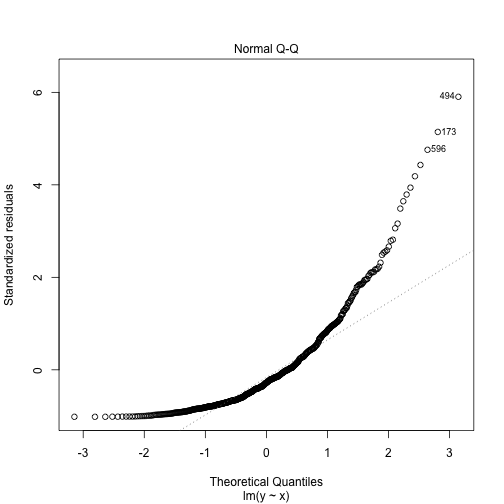 Normal Q-Q
Standardized residuals
6
4
2
0
494
173
596
-3 -2 -1 0 1 2 3
Theoretical Quantiles
lm(y ~ x)